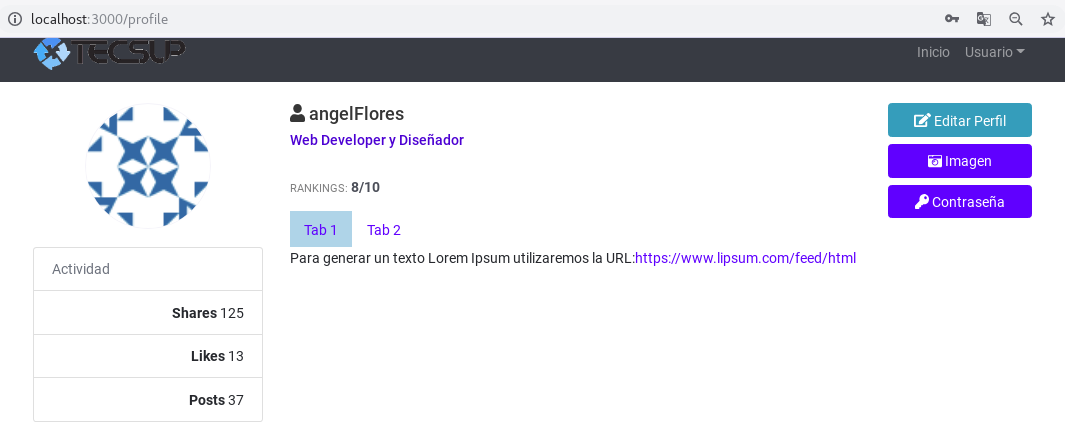 localhost:3000/profile
TECSUP
Inicio Usuario
angelFlores
Web Developer y Diseñador
RANKINGS: 8/10
Tab 1 Tab 2
Para generar un texto Lorem Ipsum utilizaremos la URL:https://www.lipsum.com/feed/html
Editar Perfil
Imagen
Contraseña
Actividad
Shares 125
Likes 13
Posts 37